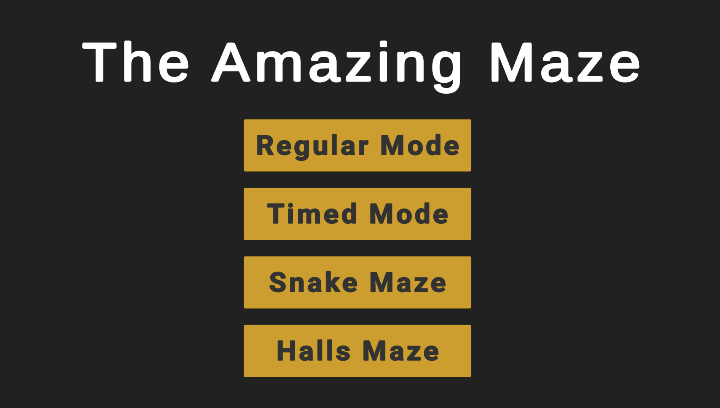 The Amazing Maze
Regular Mode
Timed Mode
Snake Maze
Halls Maze